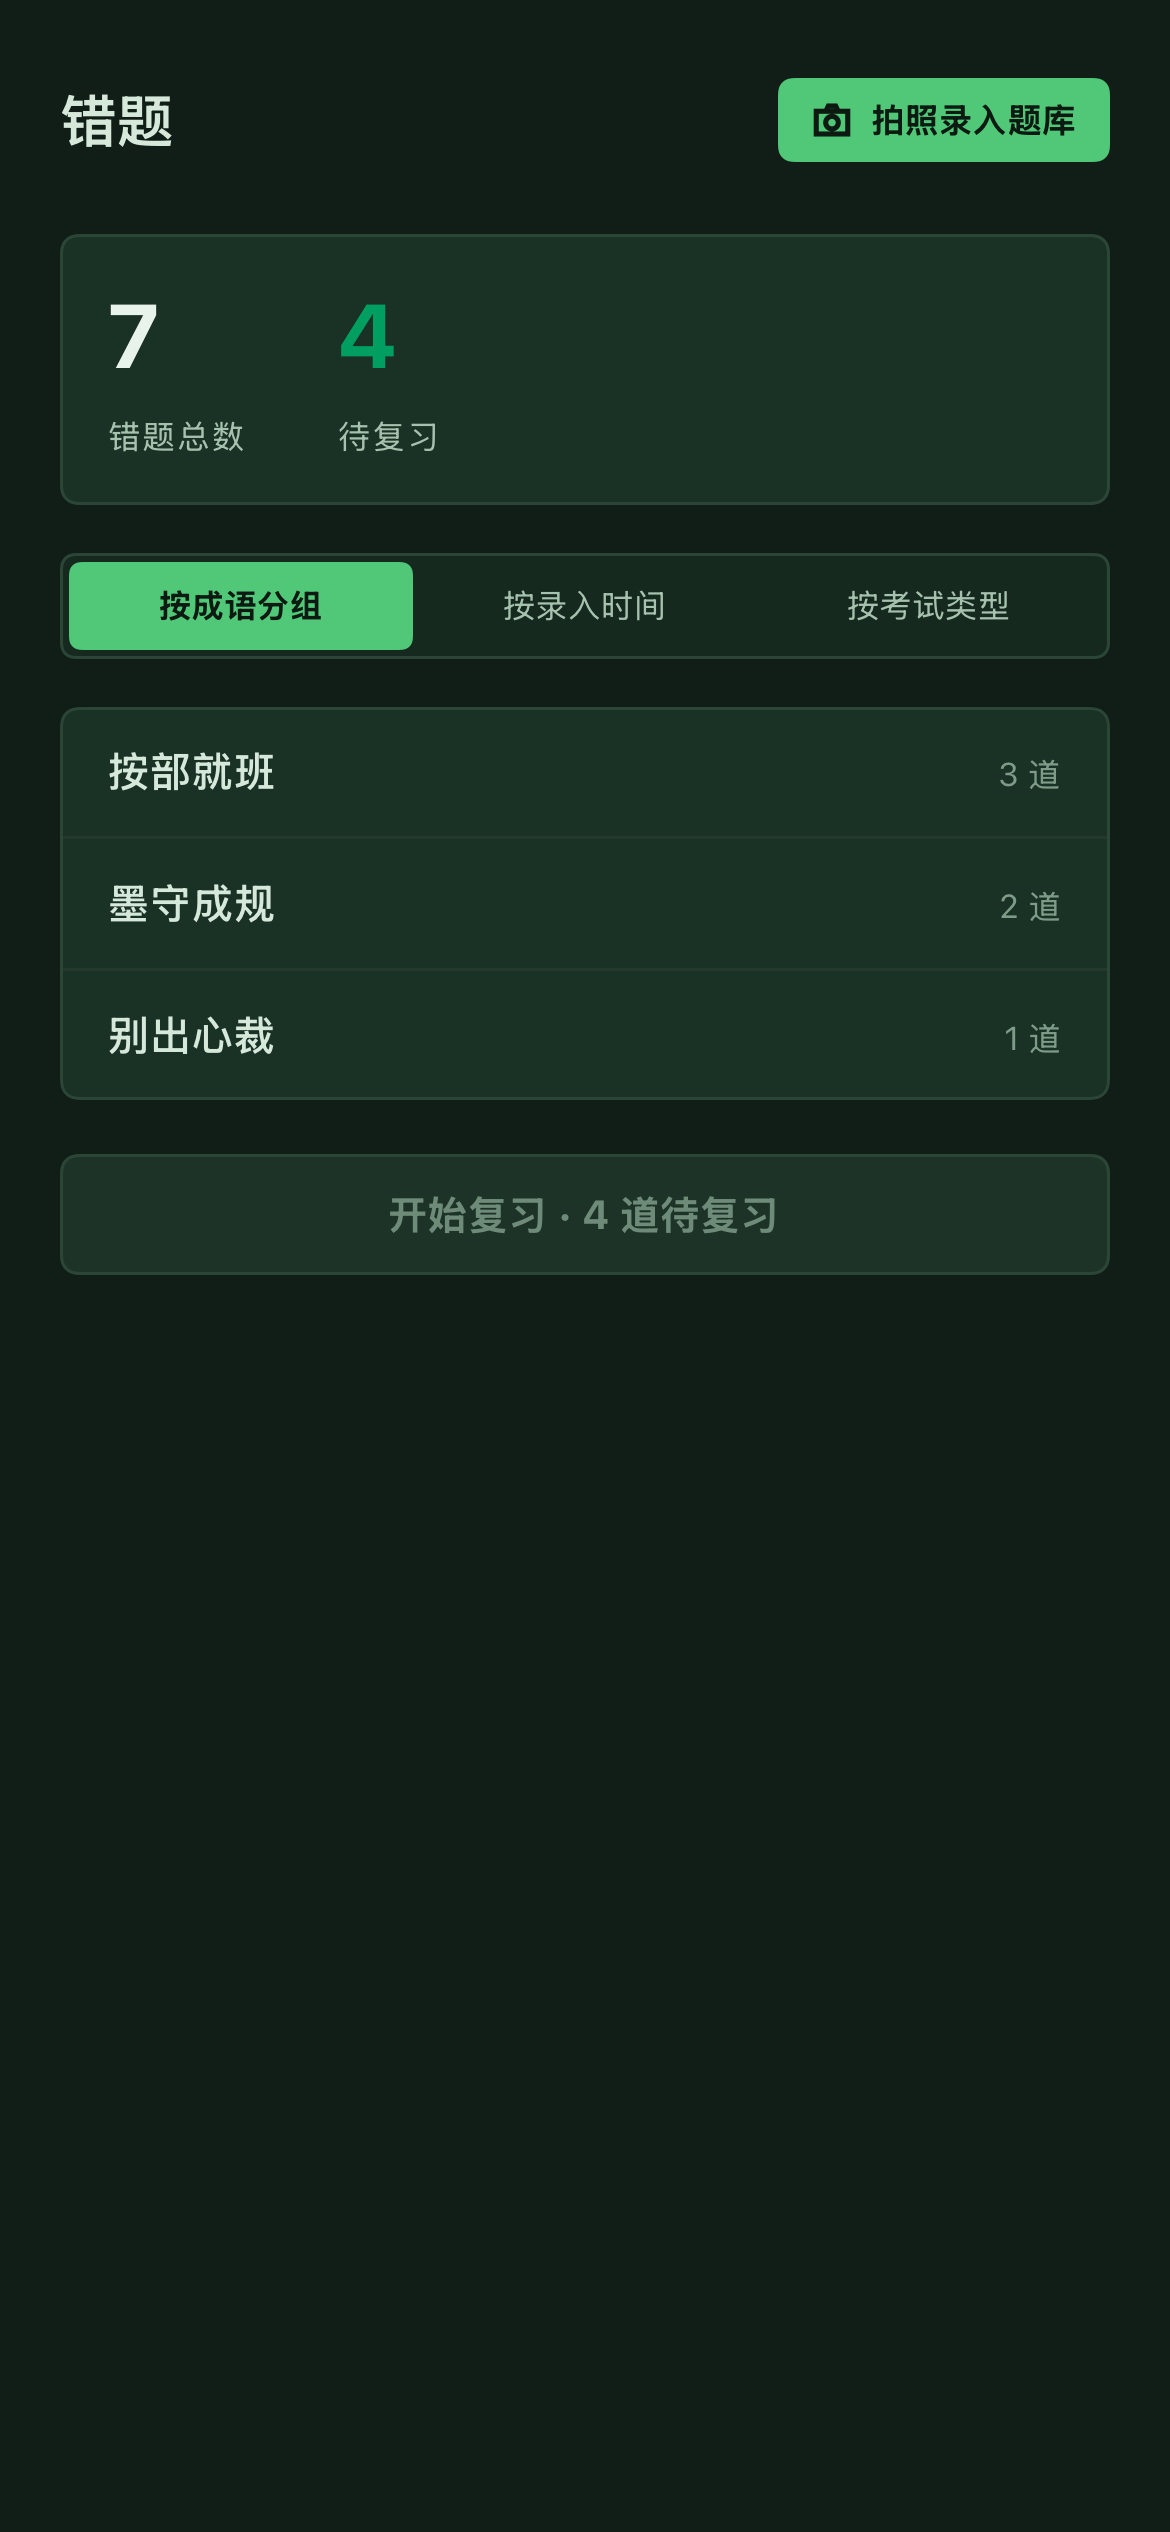 错题
拍照录入题库
7 4
错题总数 待复习
按成语分组 按录入时间 按考试类型
按部就班 3 道
墨守成规 2 道
别出心裁 1 道
开始复习 · 4 道待复习